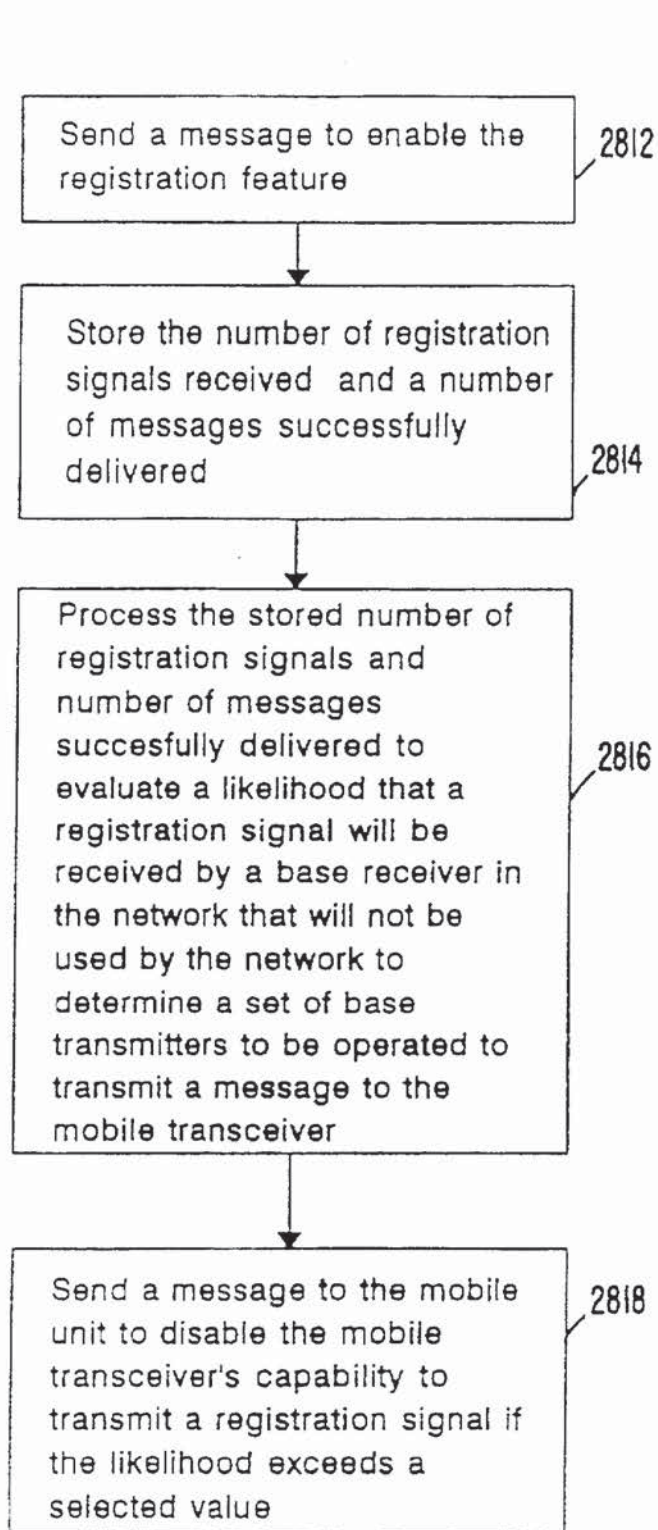 Send a message to enable the
registration feature
2812
Store the number of registration
signals received and a number
of messages successfully
delivered
2814
Process the stored number of
registration signals and
number of messages
succesfully delivered to
evaluate a likelihood that a
registration signal will be
received by a base receiver in
the network that will not be
used by the network to
determine a set of base
transmitters to be operated to
transmit a message to the
mobile transceiver
2816
Send a message to the mobile
unit to disable the mobile
transceiver's capability to
transmit a registration signal if
the likelihood exceeds a
selected value
2818